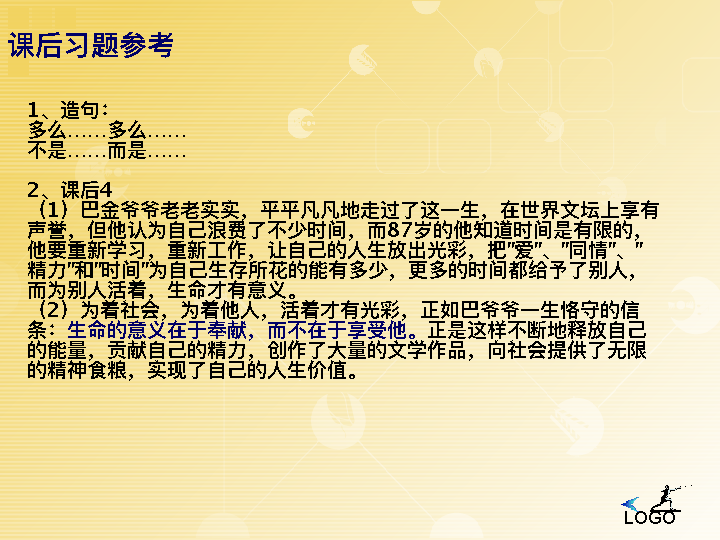 课后习题参考
1、造句：
多么……多么……
不是……而是……
2、课后4
（1）巴金爷爷老老实实，平平凡凡地走过了这一生，在世界文坛上享有
声誉，但他认为自己浪费了不少时间，而87岁的他知道时间是有限的，
他要重新学习，重新工作，让自己的人生放出光彩，把"爱"、"同情"、"
精力"和"时间"为自己生存所花的能有多少，更多的时间都给予了别人，
而为别人活着，生命才有意义。
（2）为着社会，为着他人，活着才有光彩，正如巴爷爷一生恪守的信
条：生命的意义在于奉献，而不在于享受他。正是这样不断地释放自己
的能量，贡献自己的精力，创作了大量的文学作品，向社会提供了无限
的精神食粮，实现了自己的人生价值。
LOGO